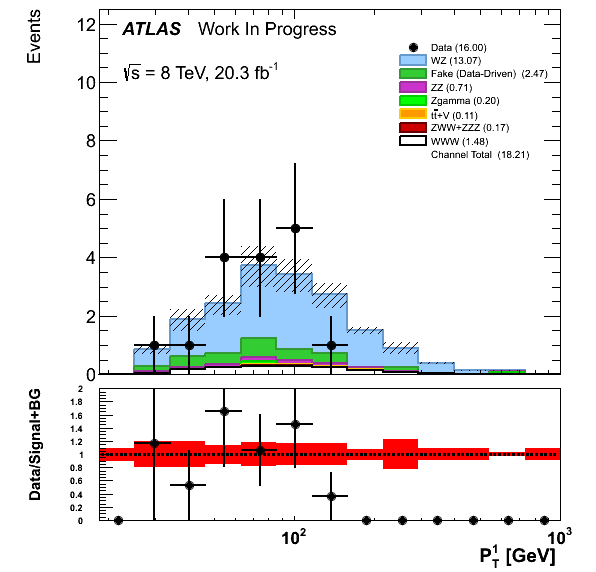 Events
12
10
8
6
4
2
0
ATLAS Work In Progress
√s = 8 TeV, 20.3 fb⁻¹
Data (16.00)
WZ (13.07)
Fake (Data-Driven) (2.47)
ZZ (0.71)
Zgamma (0.20)
tt̄+V (0.11)
ZWW+ZZZ (0.17)
WWW (1.48)
Channel Total (18.21)
Data/Signal+BG
2
1.8
1.6
1.4
1.2
1
0.8
0.6
0.4
0.2
0
10² 10³
P_T^1 [GeV]